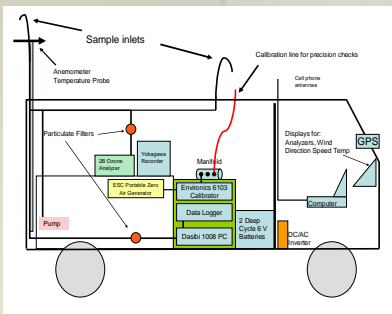 Sample inlets
Anemometer
Temperature Probe
Calibration line for precision checks
Cell phone
antennae
Particulate Filters
2B Ozone
Analyzer
Yokagawa
Recorder
Manifold
Displays for:
Analyzers, Wind
Direction Speed Temp
GPS
ESC Portable Zero
Air Generator
Environics 6103
Calibrator
Data Logger
Dasibi 1008 PC
2 Deep
Cycle 6 V
Batteries
Computer
Pump
DC/AC
Inverter